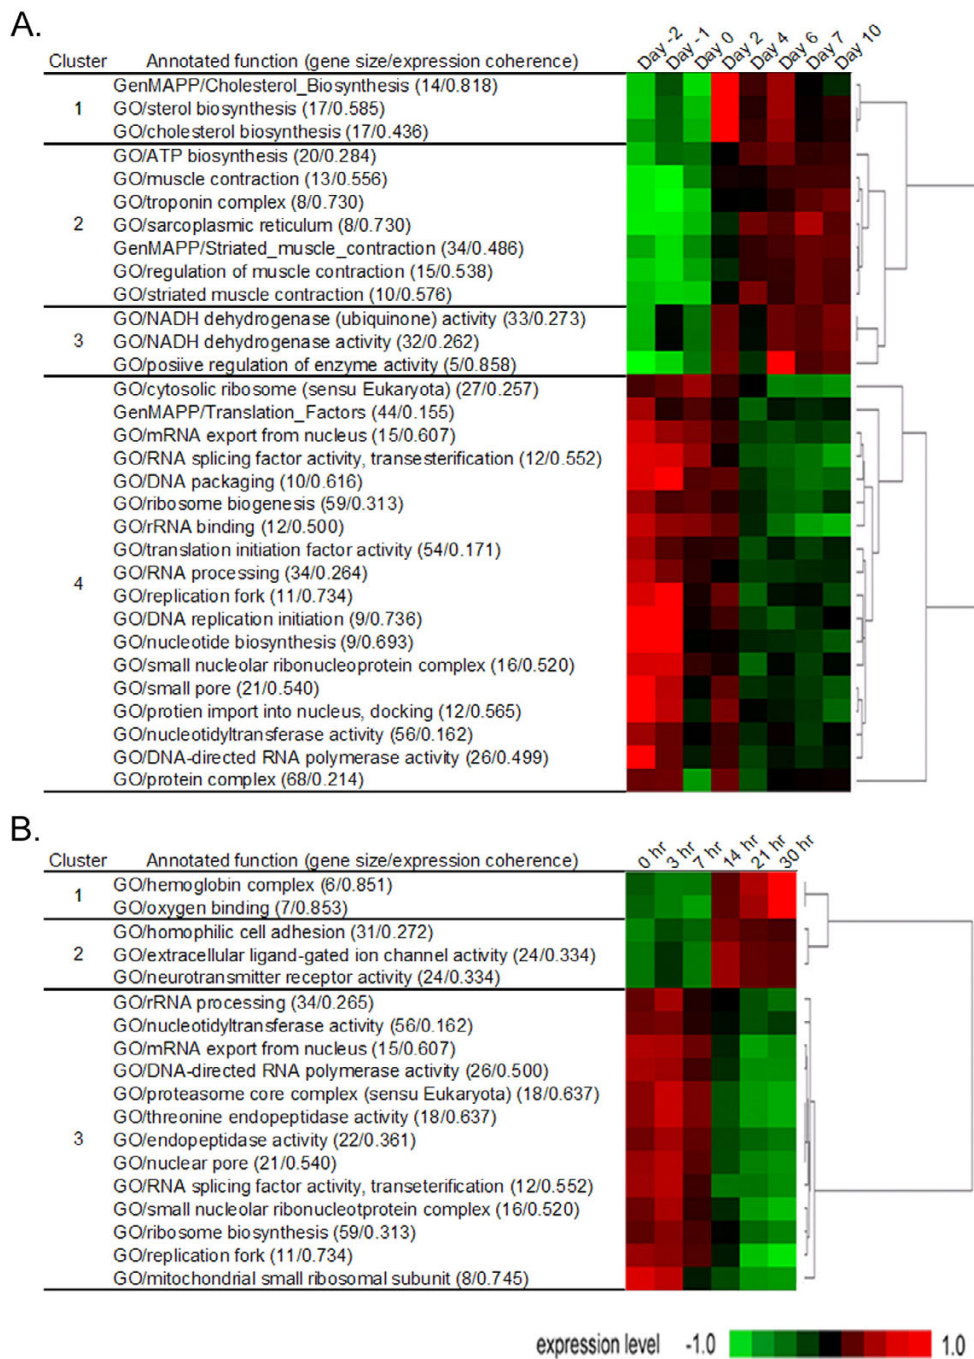 A.
Cluster Annotated function (gene size/expression coherence) Day -2 Day -1 Day 0 Day 2 Day 4 Day 6 Day 7 Day 10
GenMAPP/Cholesterol_Biosynthesis (14/0.818)
1 GO/sterol biosynthesis (17/0.585)
GO/cholesterol biosynthesis (17/0.436)
GO/ATP biosynthesis (20/0.284)
GO/muscle contraction (13/0.556)
GO/troponin complex (8/0.730)
2 GO/sarcoplasmic reticulum (8/0.730)
GenMAPP/Striated_muscle_contraction (34/0.486)
GO/regulation of muscle contraction (15/0.538)
GO/striated muscle contraction (10/0.576)
GO/NADH dehydrogenase (ubiquinone) activity (33/0.273)
3 GO/NADH dehydrogenase activity (32/0.262)
GO/posiive regulation of enzyme activity (5/0.858)
GO/cytosolic ribosome (sensu Eukaryota) (27/0.257)
GenMAPP/Translation_Factors (44/0.155)
GO/mRNA export from nucleus (15/0.607)
GO/RNA splicing factor activity, transesterification (12/0.552)
GO/DNA packaging (10/0.616)
GO/ribosome biogenesis (59/0.313)
GO/rRNA binding (12/0.500)
GO/translation initiation factor activity (54/0.171)
4 GO/RNA processing (34/0.264)
GO/replication fork (11/0.734)
GO/DNA replication initiation (9/0.736)
GO/nucleotide biosynthesis (9/0.693)
GO/small nucleolar ribonucleoprotein complex (16/0.520)
GO/small pore (21/0.540)
GO/protien import into nucleus, docking (12/0.565)
GO/nucleotidyltransferase activity (56/0.162)
GO/DNA-directed RNA polymerase activity (26/0.499)
GO/protein complex (68/0.214)
B.
Cluster Annotated function (gene size/expression coherence) 0 hr 3 hr 7 hr 14 hr 21 hr 30 hr
1 GO/hemoglobin complex (6/0.851)
GO/oxygen binding (7/0.853)
GO/homophilic cell adhesion (31/0.272)
2 GO/extracellular ligand-gated ion channel activity (24/0.334)
GO/neurotransmitter receptor activity (24/0.334)
GO/rRNA processing (34/0.265)
GO/nucleotidyltransferase activity (56/0.162)
GO/mRNA export from nucleus (15/0.607)
GO/DNA-directed RNA polymerase activity (26/0.500)
GO/proteasome core complex (sensu Eukaryota) (18/0.637)
GO/threonine endopeptidase activity (18/0.637)
3 GO/endopeptidase activity (22/0.361)
GO/nuclear pore (21/0.540)
GO/RNA splicing factor activity, transeterification (12/0.552)
GO/small nucleolar ribonucleotprotein complex (16/0.520)
GO/ribosome biosynthesis (59/0.313)
GO/replication fork (11/0.734)
GO/mitochondrial small ribosomal subunit (8/0.745)
expression level -1.0 1.0